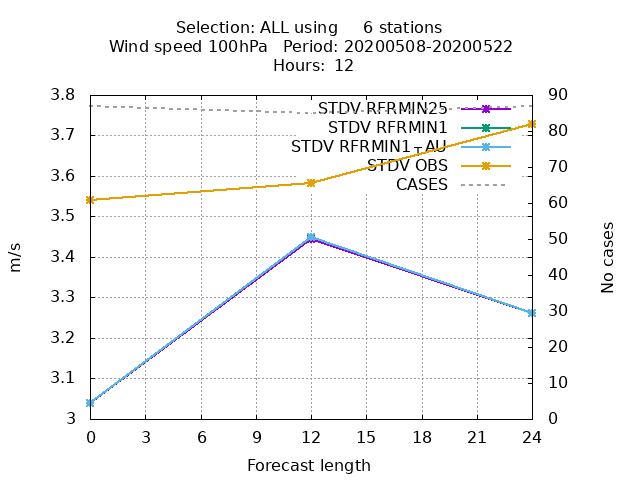 Selection: ALL using     6 stations
Wind speed 100hPa   Period: 20200508-20200522
Hours:  12
3.8
3.7
3.6
3.5
3.4
3.3
3.2
3.1
3
m/s
90
80
70
60
50
40
30
20
10
0
No cases
STDV RFRMIN25
STDV RFRMIN1
STDV RFRMIN1_TAU
STDV OBS
CASES
0 3 6 9 12 15 18 21 24
Forecast length